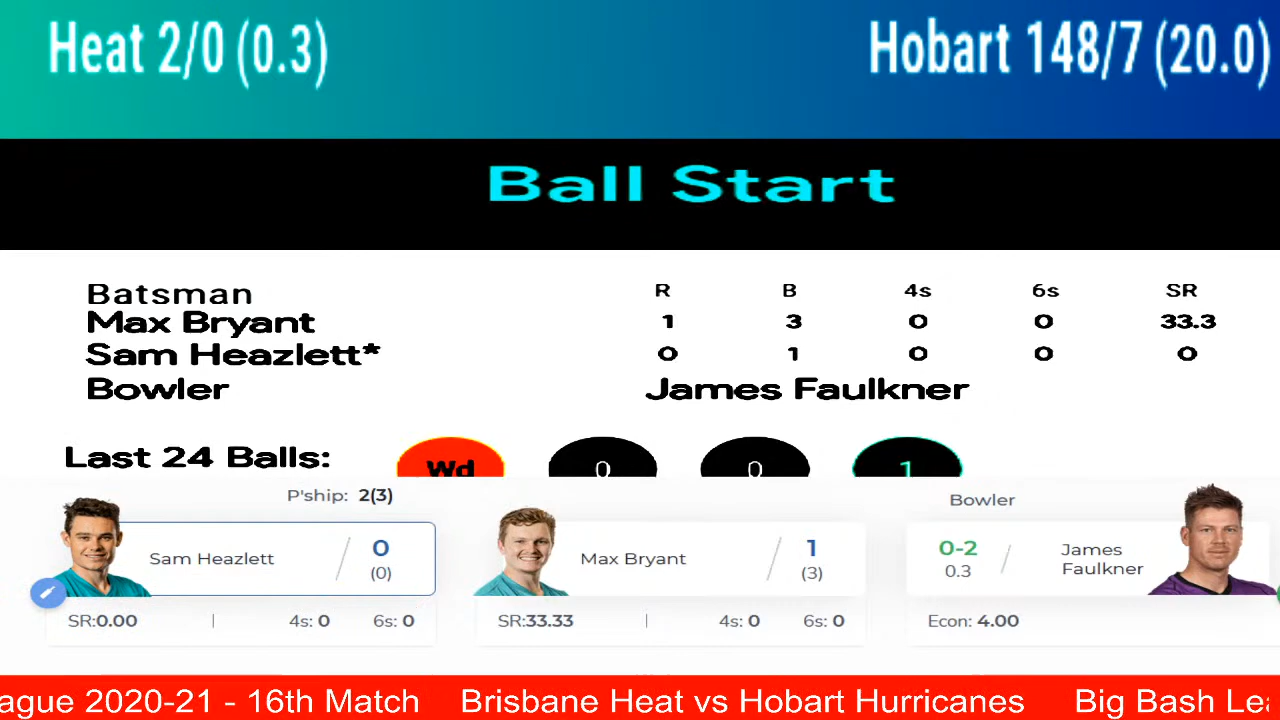 Heat 2/0 (0.3) Hobart 148/7 (20.0)
Ball Start
Batsman R B 4s 6s SR
Max Bryant 1 3 0 0 33.3
Sam Heazlett* 0 1 0 0 0
Bowler James Faulkner
Last 24 Balls: Wd 0 0 1
P'ship: 2(3) Bowler
Sam Heazlett 0 (0) Max Bryant 1 (3) 0-2 0.3 James Faulkner
SR:0.00 4s: 0 6s: 0 SR:33.33 4s: 0 6s: 0 Econ: 4.00
ague 2020-21 - 16th Match Brisbane Heat vs Hobart Hurricanes Big Bash Lea